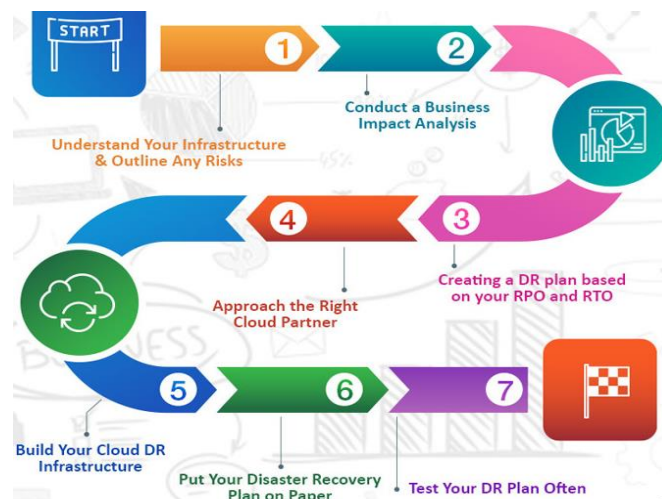 START
1
2
Understand Your Infrastructure
& Outline Any Risks
Conduct a Business
Impact Analysis
4
3
Approach the Right
Cloud Partner
Creating a DR plan based
on your RPO and RTO
5
6
7
Build Your Cloud DR
Infrastructure
Put Your Disaster Recovery
Plan on Paper
Test Your DR Plan Often
45%
BUSINESS